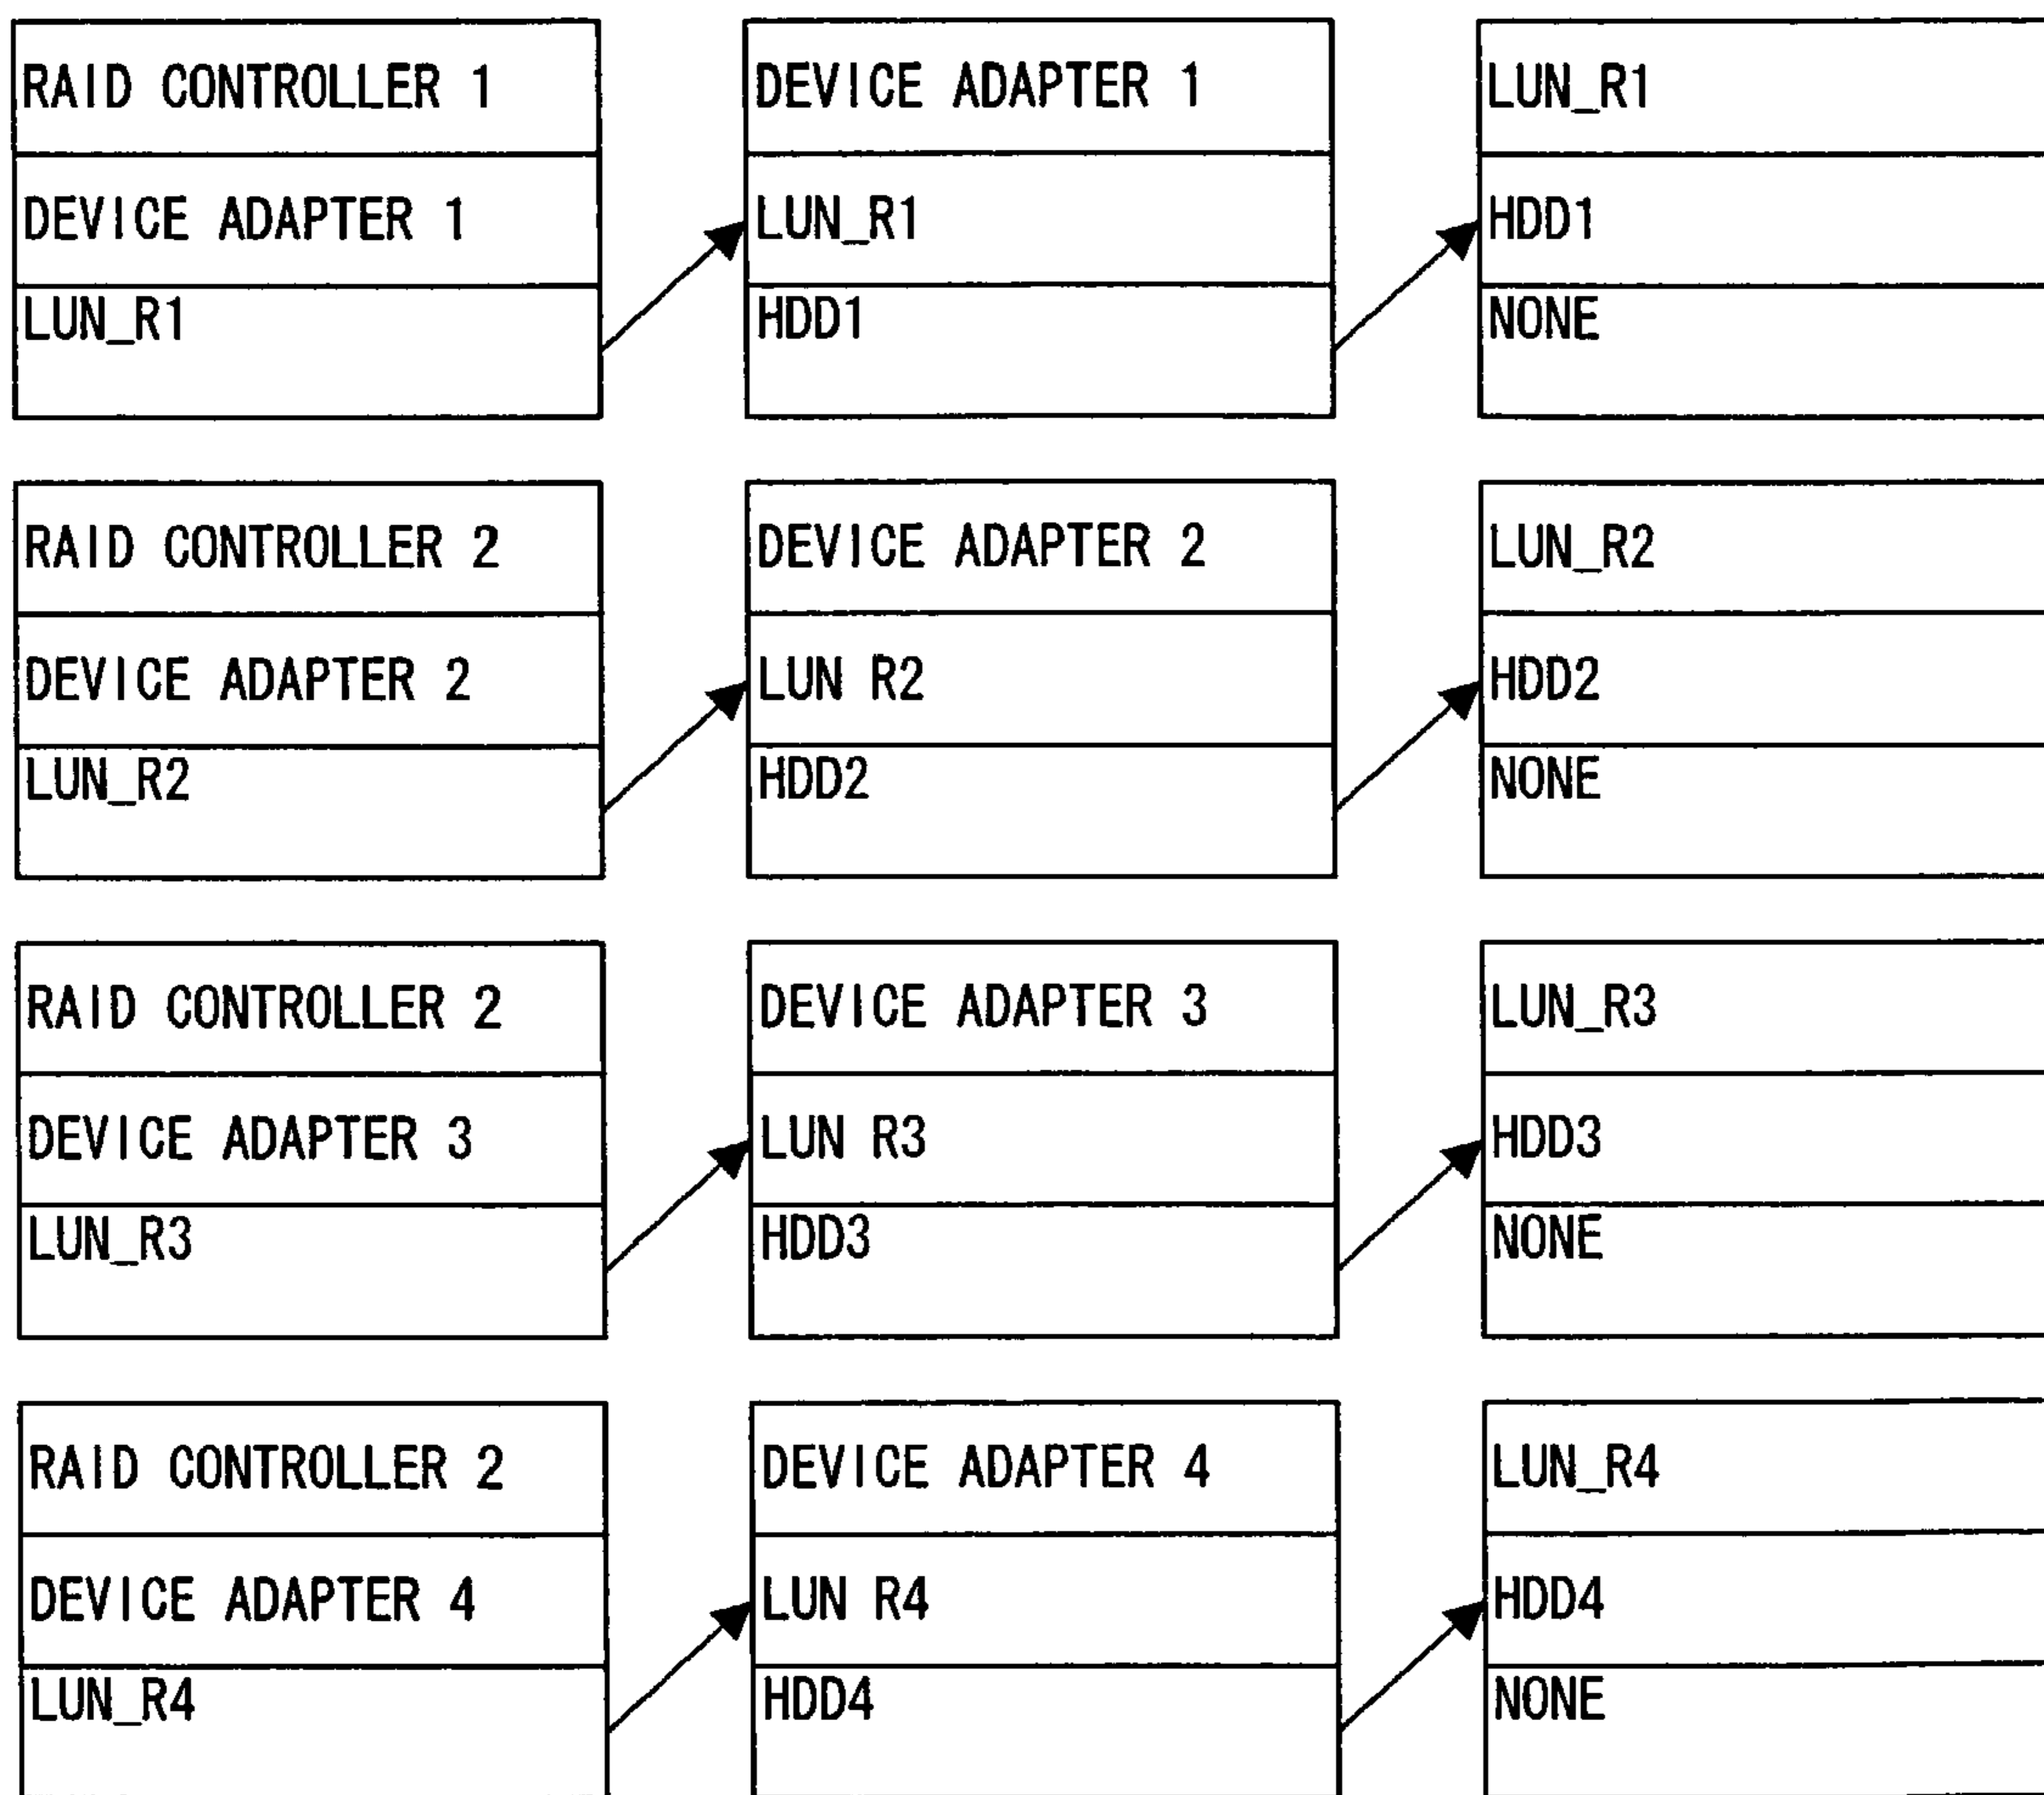 RAID CONTROLLER 1
DEVICE ADAPTER 1
LUN_R1
DEVICE ADAPTER 1
LUN_R1
HDD1
LUN_R1
HDD1
NONE
RAID CONTROLLER 2
DEVICE ADAPTER 2
LUN_R2
DEVICE ADAPTER 2
LUN R2
HDD2
LUN_R2
HDD2
NONE
RAID CONTROLLER 2
DEVICE ADAPTER 3
LUN_R3
DEVICE ADAPTER 3
LUN R3
HDD3
LUN_R3
HDD3
NONE
RAID CONTROLLER 2
DEVICE ADAPTER 4
LUN_R4
DEVICE ADAPTER 4
LUN R4
HDD4
LUN_R4
HDD4
NONE